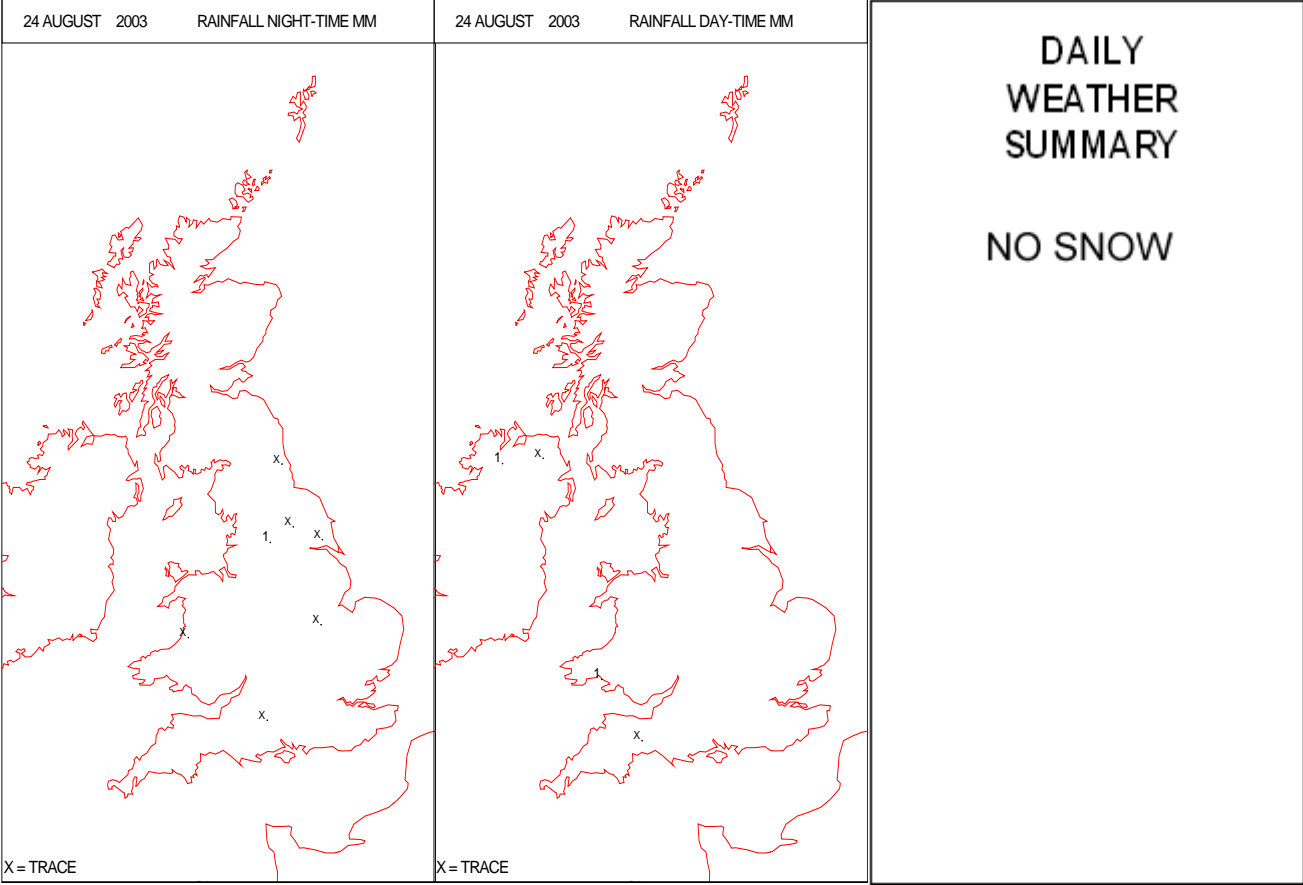 24 AUGUST 2003 RAINFALL NIGHT-TIME MM
x.
x.
1.
x.
x.
x.
x.
X = TRACE
24 AUGUST 2003 RAINFALL DAY-TIME MM
1.
x.
1
x.
X = TRACE
DAILY
WEATHER
SUMMARY
NO SNOW